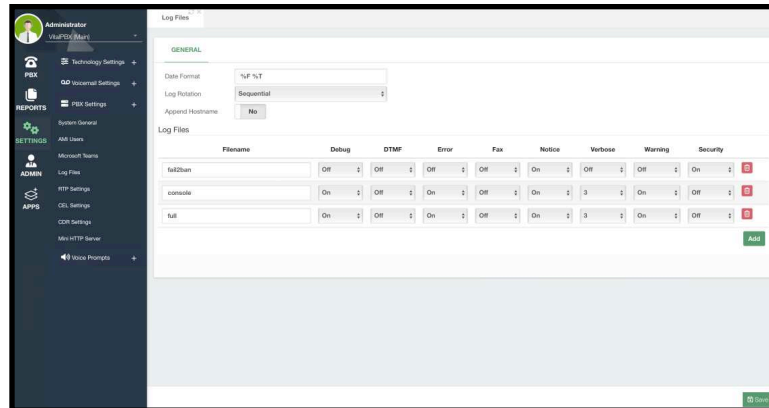 Administrator
VitalPBX (Main)
Log Files
PBX
REPORTS
SETTINGS
ADMIN
APPS
Technology Settings +
Voicemail Settings +
PBX Settings +
System General
AMI Users
Microsoft Teams
Log Files
RTP Settings
CEL Settings
CDR Settings
Mini HTTP Server
Voice Prompts +
GENERAL
Date Format %F %T
Log Rotation Sequential
Append Hostname No
Log Files
Filename Debug DTMF Error Fax Notice Verbose Warning Security
fail2ban Off Off Off Off On Off Off On
console On Off On Off On 3 On Off
full On Off On Off On 3 On Off
Add
Save